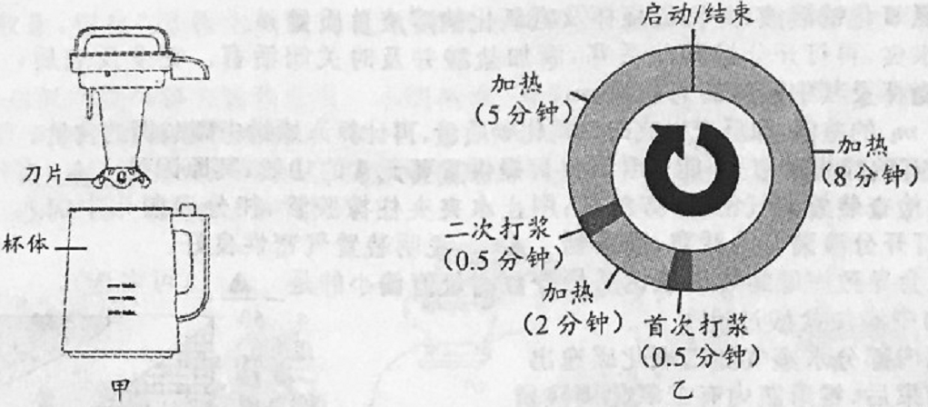 启动/结束
加热
(5分钟)
加热
(8分钟)
刀片
杯体
二次打浆
(0.5分钟)
加热
(2分钟)
首次打浆
(0.5分钟)
甲
乙